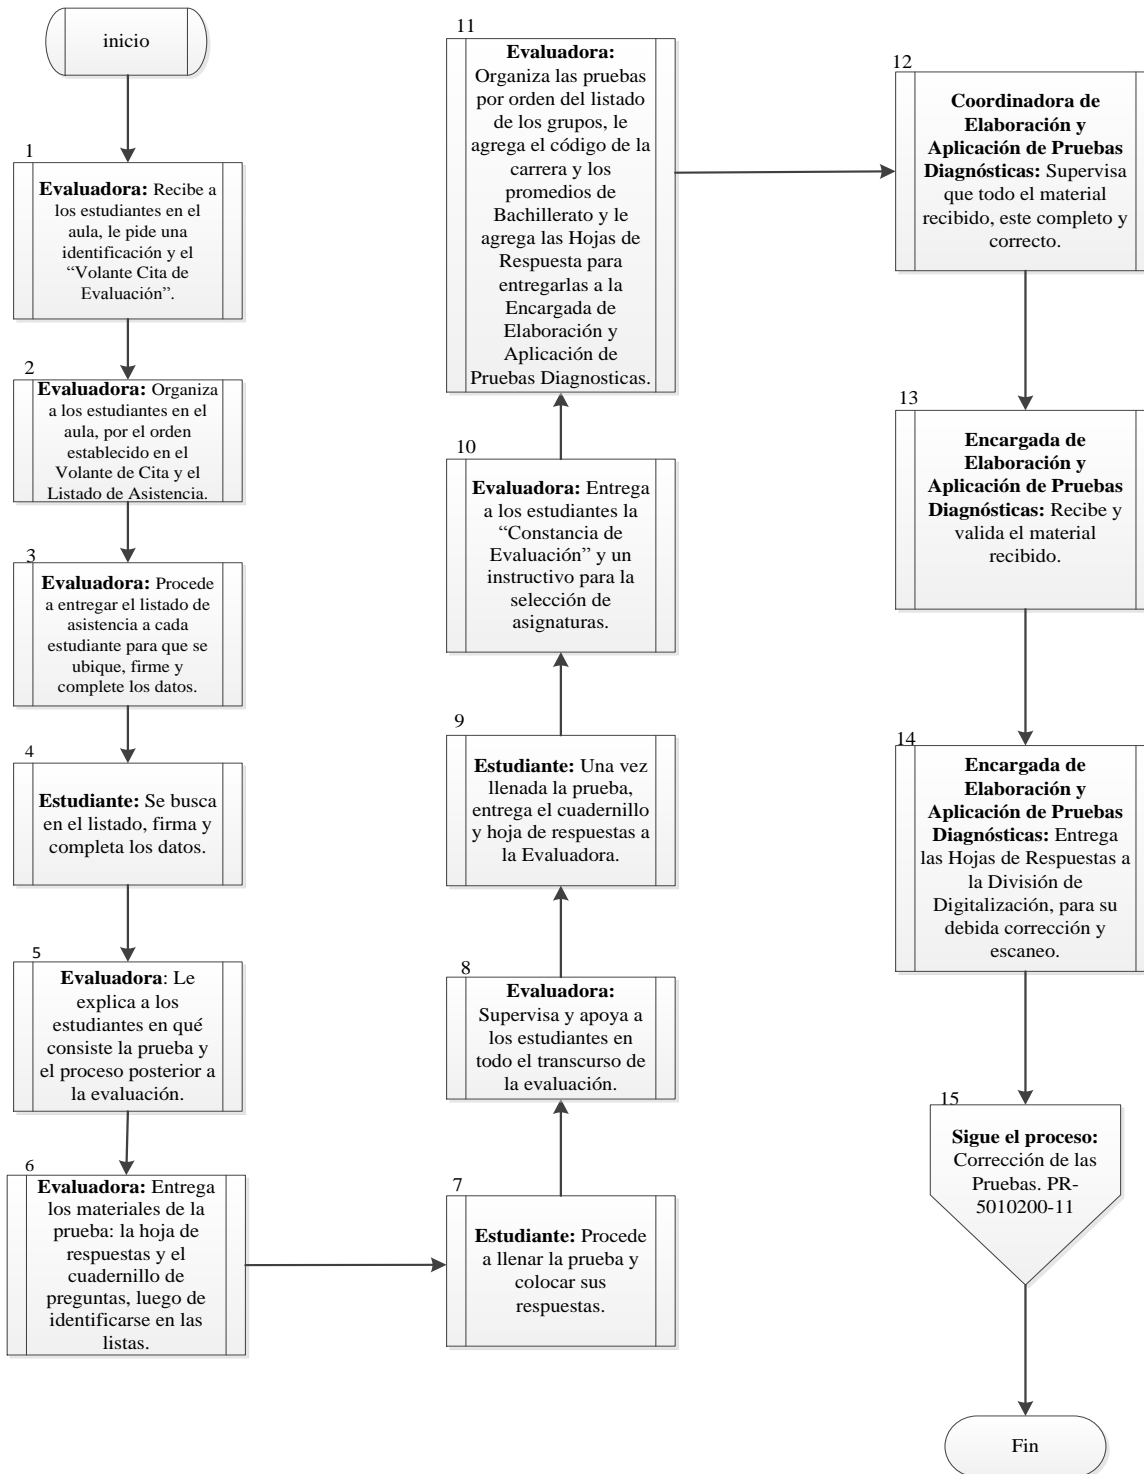 inicio
1
Evaluadora: Recibe a
los estudiantes en el
aula, le pide una
identificación y el
“Volante Cita de
Evaluación”.
2
Evaluadora: Organiza
a los estudiantes en el
aula, por el orden
establecido en el
Volante de Cita y el
Listado de Asistencia.
3
Evaluadora: Procede
a entregar el listado de
asistencia a cada
estudiante para que se
ubique, firme y
complete los datos.
4
Estudiante: Se busca
en el listado, firma y
completa los datos.
5
Evaluadora: Le
explica a los
estudiantes en qué
consiste la prueba y
el proceso posterior a
la evaluación.
6
Evaluadora: Entrega
los materiales de la
prueba: la hoja de
respuestas y el
cuadernillo de
preguntas, luego de
identificarse en las
listas.
7
Estudiante: Procede
a llenar la prueba y
colocar sus
respuestas.
8
Evaluadora:
Supervisa y apoya a
los estudiantes en
todo el transcurso de
la evaluación.
9
Estudiante: Una vez
llenada la prueba,
entrega el cuadernillo
y hoja de respuestas a
la Evaluadora.
10
Evaluadora: Entrega
a los estudiantes la
“Constancia de
Evaluación” y un
instructivo para la
selección de
asignaturas.
11
Evaluadora:
Organiza las pruebas
por orden del listado
de los grupos, le
agrega el código de la
carrera y los
promedios de
Bachillerato y le
agrega las Hojas de
Respuesta para
entregarlas a la
Encargada de
Elaboración y
Aplicación de
Pruebas Diagnosticas.
12
Coordinadora de
Elaboración y
Aplicación de Pruebas
Diagnósticas: Supervisa
que todo el material
recibido, este completo y
correcto.
13
Encargada de
Elaboración y
Aplicación de Pruebas
Diagnósticas: Recibe y
valida el material
recibido.
14
Encargada de
Elaboración y
Aplicación de Pruebas
Diagnósticas: Entrega
las Hojas de Respuestas a
la División de
Digitalización, para su
debida corrección y
escaneo.
15
Sigue el proceso:
Corrección de las
Pruebas. PR-
5010200-11
Fin